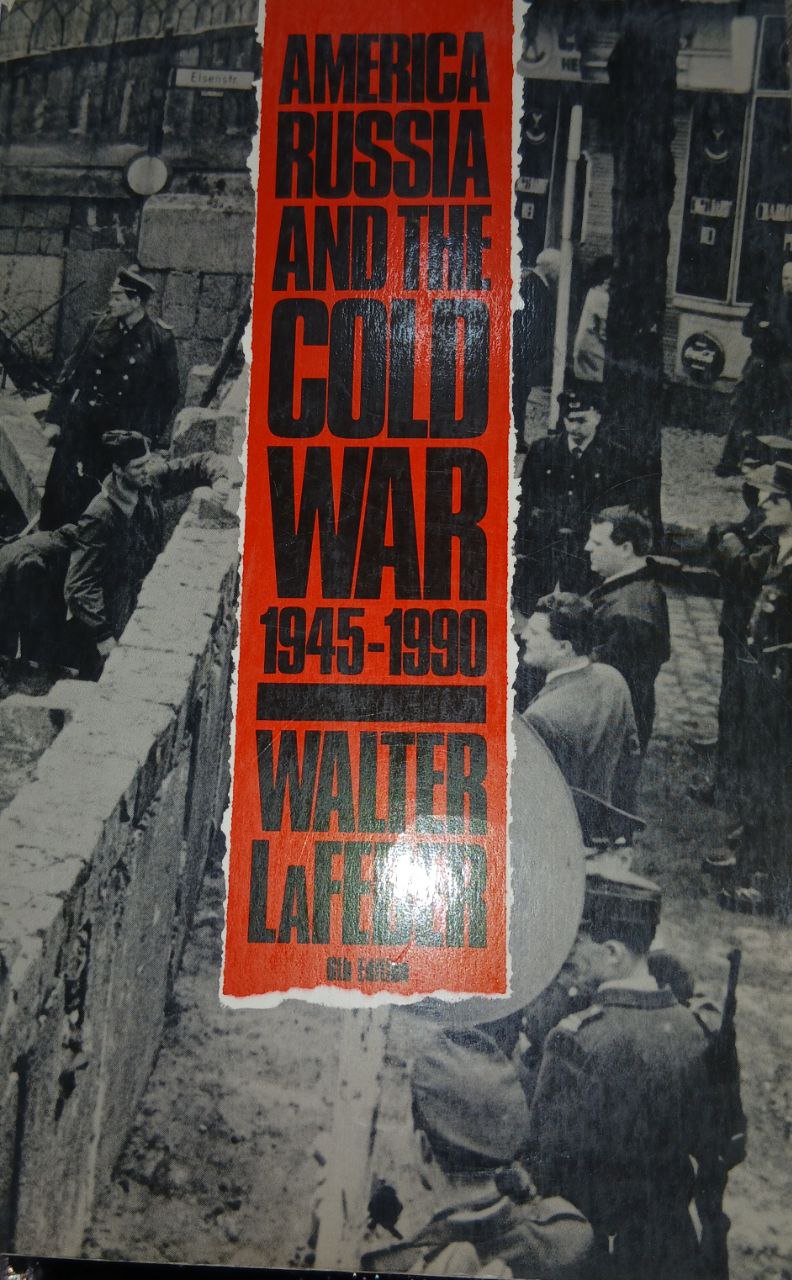 Elsenstr.
AMERICA
RUSSIA
AND THE
COLD
WAR
1945-1990
WALTER
LAFEBER
6th Edition